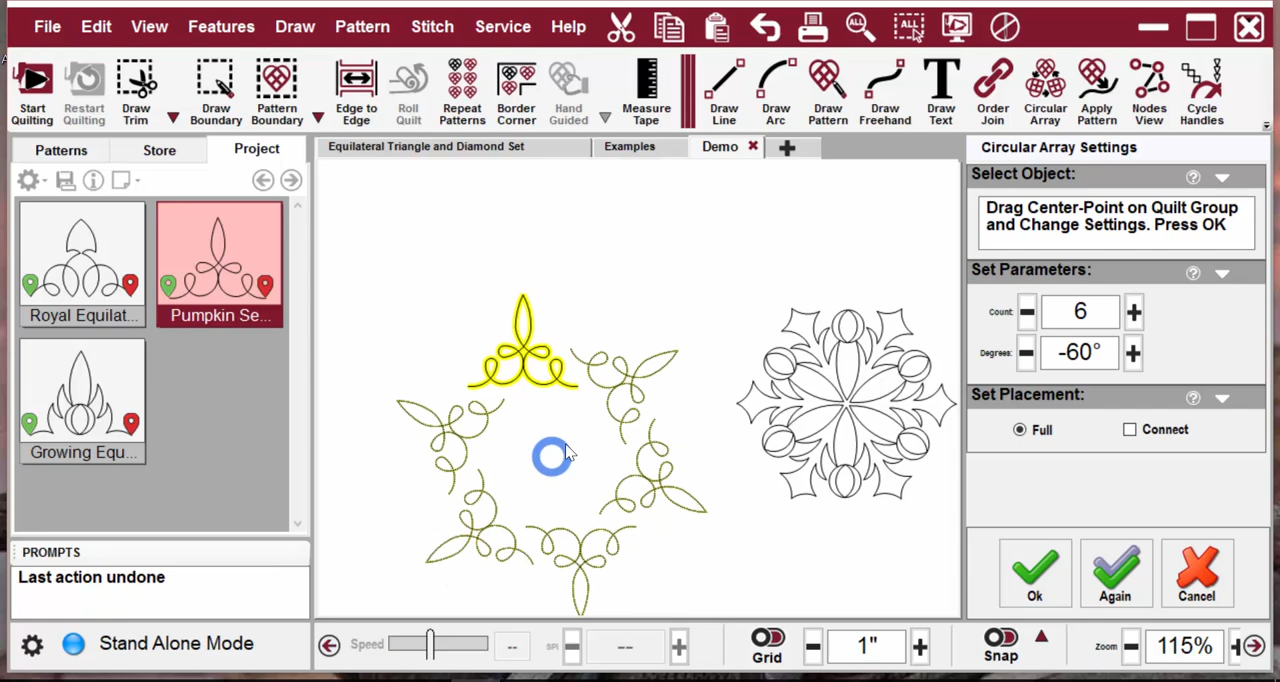 File Edit View Features Draw Pattern Stitch Service Help
ALL
ALL
Start Quilting
Restart Quilting
Draw Trim
Draw Boundary
Pattern Boundary
Edge to Edge
Roll Quilt
Repeat Patterns
Border Corner
Hand Guided
Measure Tape
Draw Line
Draw Arc
Draw Pattern
Draw Freehand
T
Draw Text
Order Join
Circular Array
Apply Pattern
Nodes View
Cycle Handles
Patterns Store Project
Equilateral Triangle and Diamond Set Examples Demo
Circular Array Settings
Select Object:
Drag Center-Point on Quilt Group
and Change Settings. Press OK
Set Parameters:
Count: 6
Degrees: -60°
Set Placement:
Full Connect
Royal Equilat... Pumpkin Se...
Growing Equ...
PROMPTS
Last action undone
Ok Again Cancel
Stand Alone Mode
Speed -- SPI -- Grid 1" Snap Zoom 115%